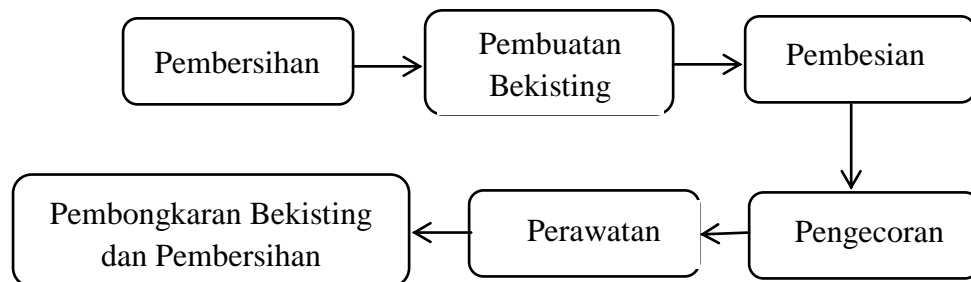 Pembersihan
Pembuatan
Bekisting
Pembesian
Pengecoran
Perawatan
Pembongkaran Bekisting
dan Pembersihan